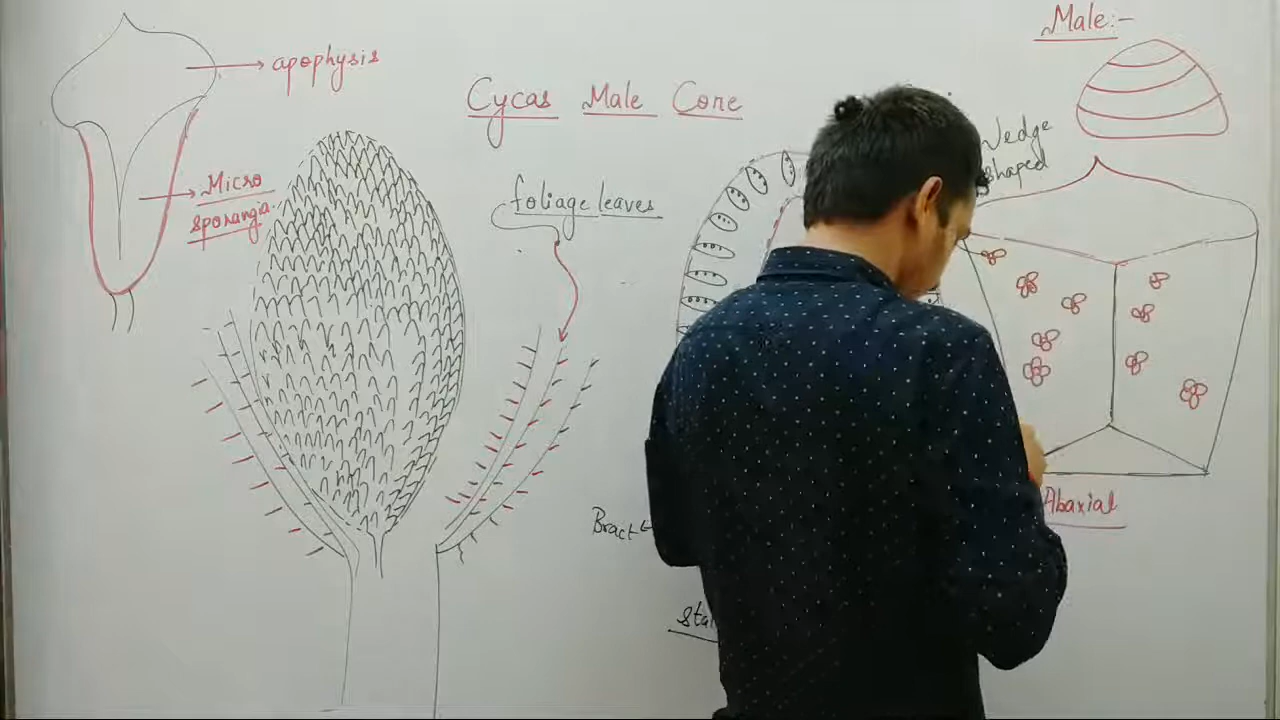 Male:-
apophysis
Cycas Male Cone
Wedge
shaped
Micro
sporangia
foliage leaves
Abaxial
Bract